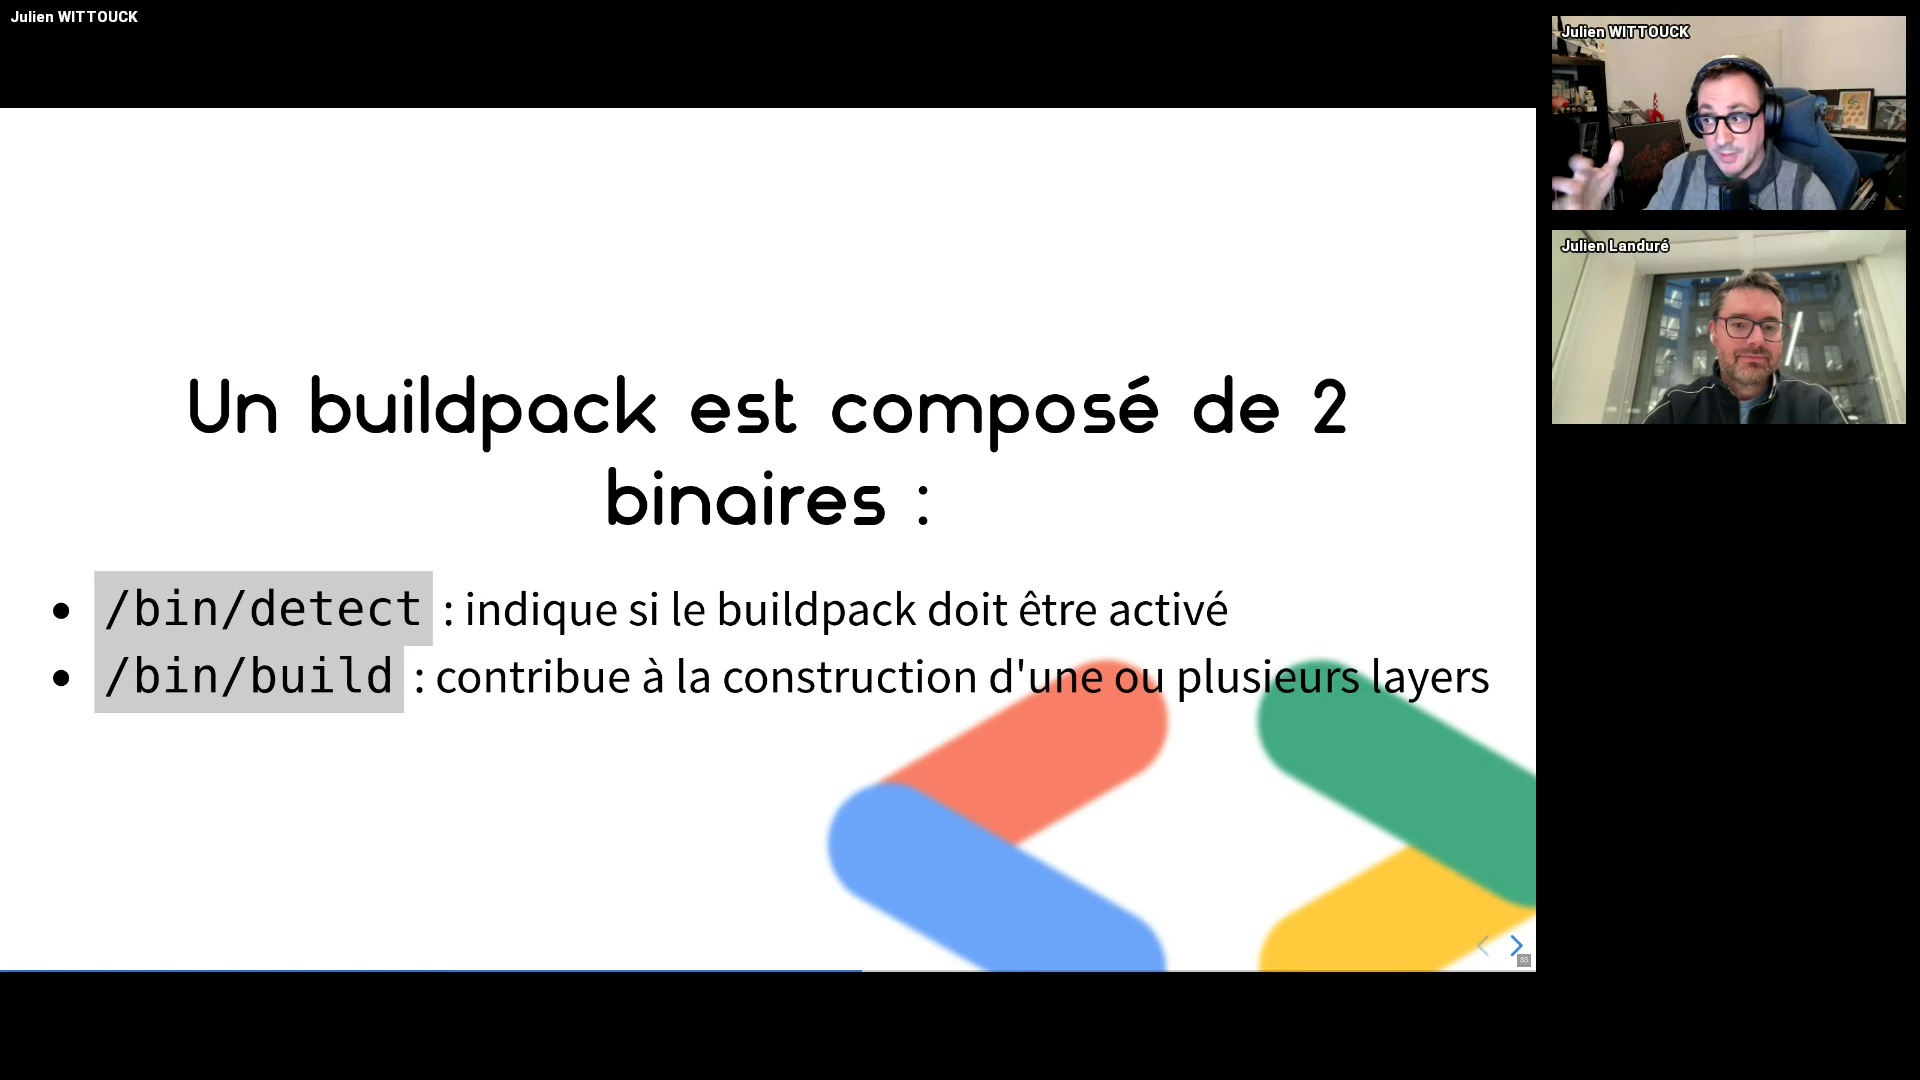 Julien WITTOUCK
Un buildpack est composé de 2
binaires :
/bin/detect : indique si le buildpack doit être activé
/bin/build : contribue à la construction d'une ou plusieurs layers
Julien WITTOUCK
Julien Landuré